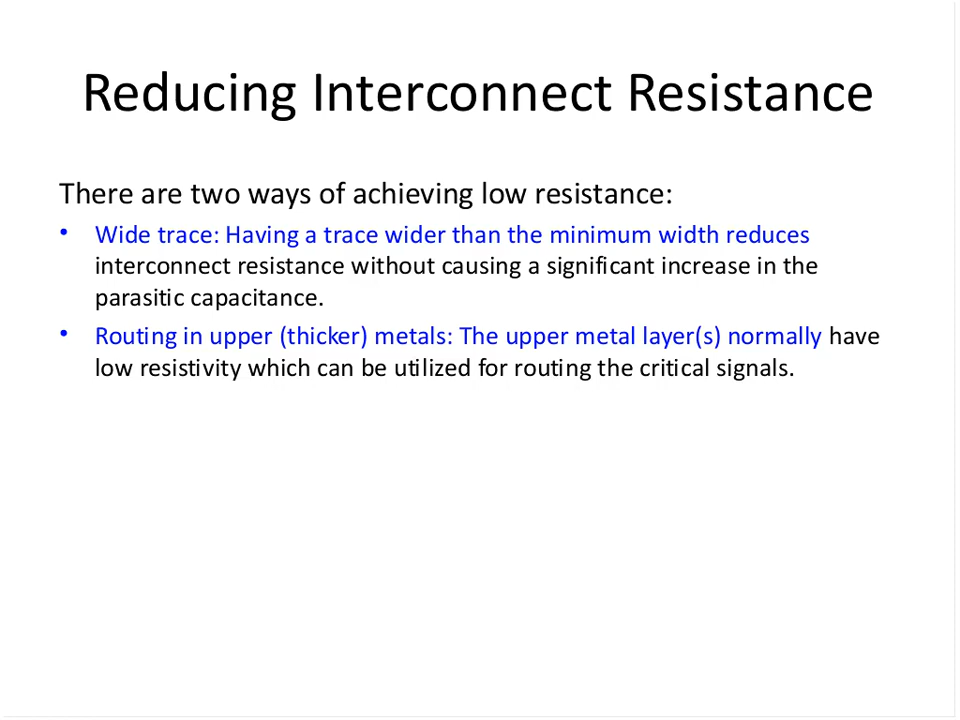 Reducing Interconnect Resistance
There are two ways of achieving low resistance:
• Wide trace: Having a trace wider than the minimum width reduces
interconnect resistance without causing a significant increase in the
parasitic capacitance.
• Routing in upper (thicker) metals: The upper metal layer(s) normally have
low resistivity which can be utilized for routing the critical signals.